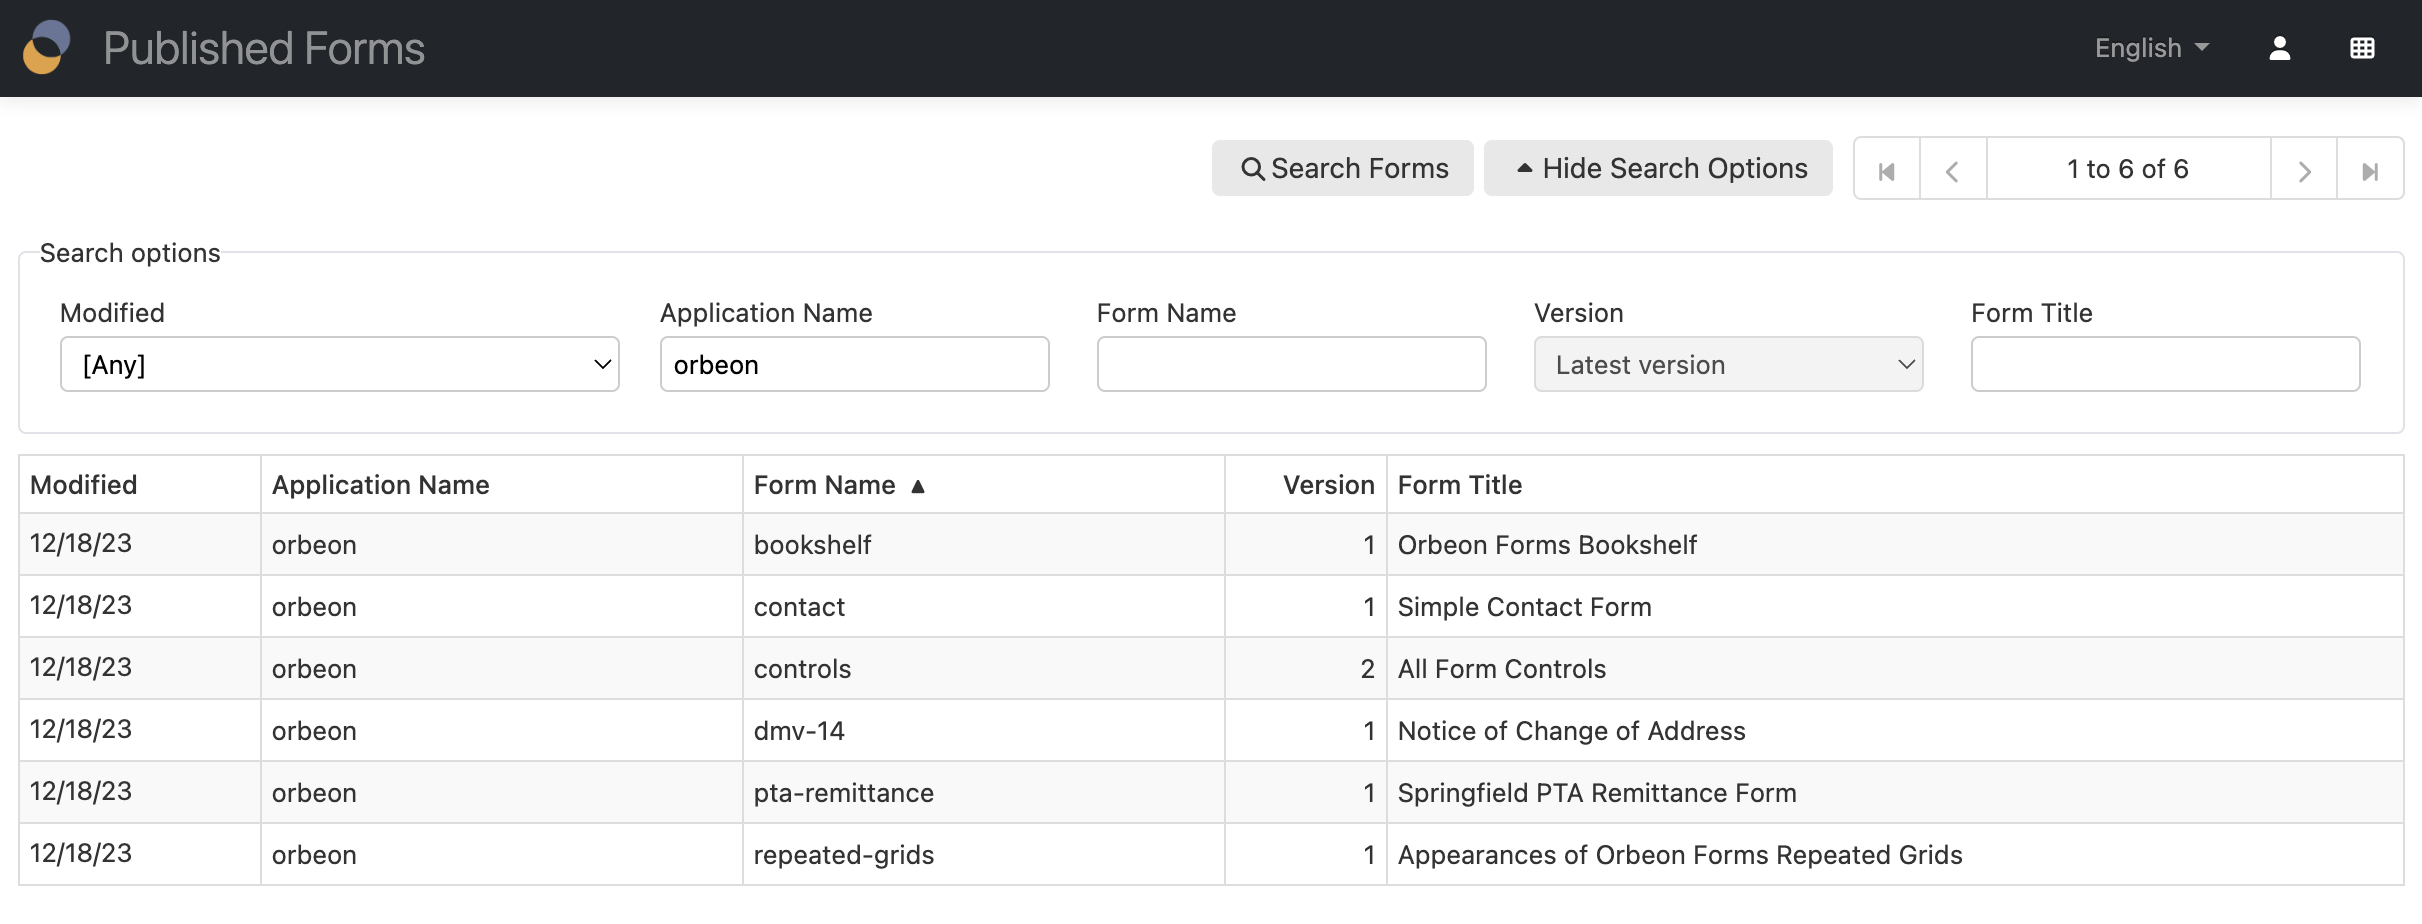 Published Forms
English
Search Forms
Hide Search Options
1 to 6 of 6
Search options
Modified Application Name Form Name Version Form Title
[Any] orbeon Latest version
Modified Application Name Form Name ▲ Version Form Title
12/18/23 orbeon bookshelf 1 Orbeon Forms Bookshelf
12/18/23 orbeon contact 1 Simple Contact Form
12/18/23 orbeon controls 2 All Form Controls
12/18/23 orbeon dmv-14 1 Notice of Change of Address
12/18/23 orbeon pta-remittance 1 Springfield PTA Remittance Form
12/18/23 orbeon repeated-grids 1 Appearances of Orbeon Forms Repeated Grids